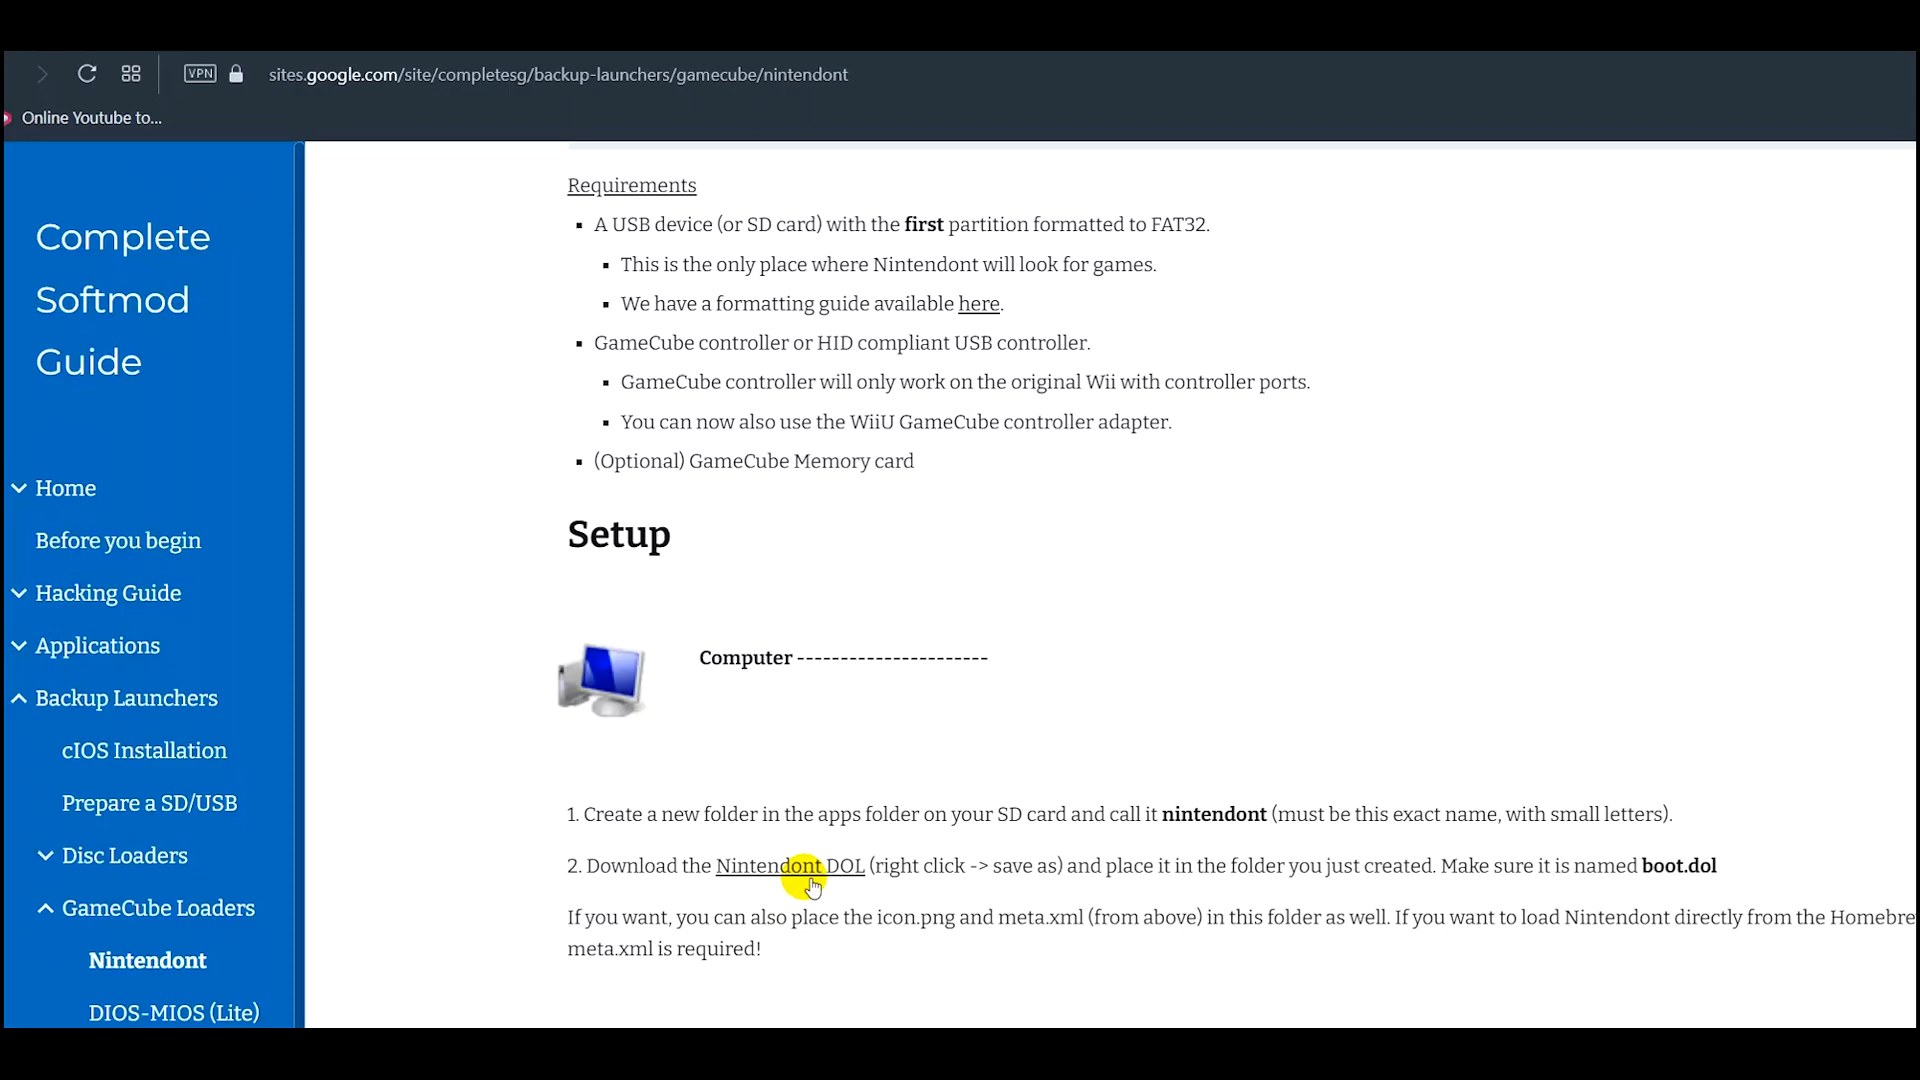 VPN
sites.google.com/site/completesg/backup-launchers/gamecube/nintendont
Online Youtube to...
Complete
Softmod
Guide
Home
Before you begin
Hacking Guide
Applications
Backup Launchers
cIOS Installation
Prepare a SD/USB
Disc Loaders
GameCube Loaders
Nintendont
DIOS-MIOS (Lite)
Requirements
A USB device (or SD card) with the first partition formatted to FAT32.
This is the only place where Nintendont will look for games.
We have a formatting guide available here.
GameCube controller or HID compliant USB controller.
GameCube controller will only work on the original Wii with controller ports.
You can now also use the WiiU GameCube controller adapter.
(Optional) GameCube Memory card
Setup
Computer ----------------------
1. Create a new folder in the apps folder on your SD card and call it nintendont (must be this exact name, with small letters).
2. Download the Nintendont DOL (right click -> save as) and place it in the folder you just created. Make sure it is named boot.dol
If you want, you can also place the icon.png and meta.xml (from above) in this folder as well. If you want to load Nintendont directly from the Homebre
meta.xml is required!